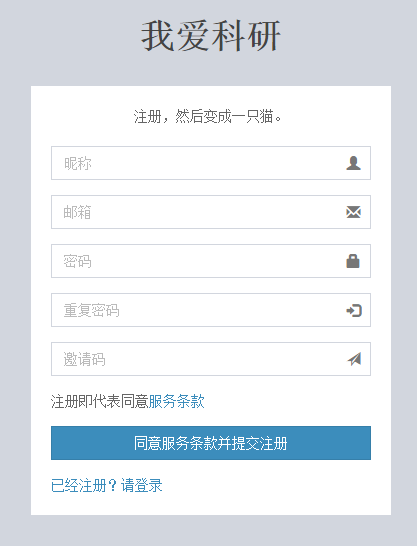 我爱科研
注册，然后变成一只猫。
昵称
邮箱
密码
重复密码
邀请码
注册即代表同意服务条款
同意服务条款并提交注册
已经注册？请登录